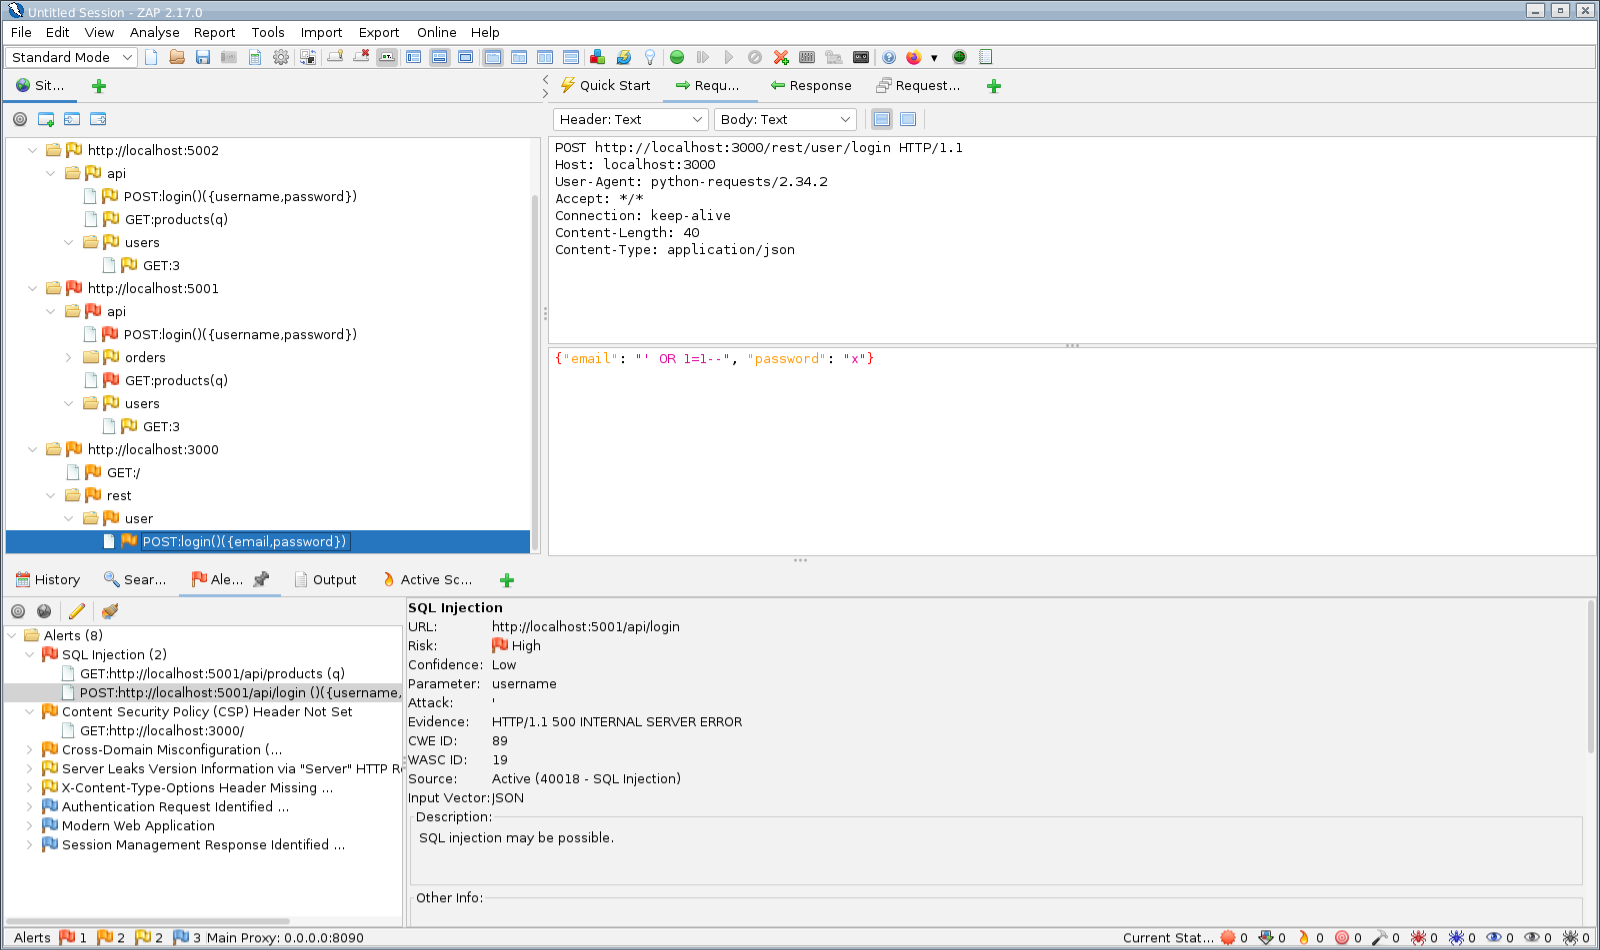 Untitled Session - ZAP 2.17.0
File Edit View Analyse Report Tools Import Export Online Help
Standard Mode
Sit...
Quick Start Requ... Response Request...
Header: Text Body: Text
http://localhost:5002
api
POST:login()({username,password})
GET:products(q)
users
GET:3
http://localhost:5001
api
POST:login()({username,password})
orders
GET:products(q)
users
GET:3
http://localhost:3000
GET:/
rest
user
POST:login()({email,password})
POST http://localhost:3000/rest/user/login HTTP/1.1
Host: localhost:3000
User-Agent: python-requests/2.34.2
Accept: */*
Connection: keep-alive
Content-Length: 40
Content-Type: application/json
{"email": "' OR 1=1--", "password": "x"}
History Sear... Ale... Output Active Sc...
Alerts (8)
SQL Injection (2)
GET:http://localhost:5001/api/products (q)
POST:http://localhost:5001/api/login ()({username,
Content Security Policy (CSP) Header Not Set
GET:http://localhost:3000/
Cross-Domain Misconfiguration (...
Server Leaks Version Information via "Server" HTTP R
X-Content-Type-Options Header Missing ...
Authentication Request Identified ...
Modern Web Application
Session Management Response Identified ...
SQL Injection
URL: http://localhost:5001/api/login
Risk: High
Confidence: Low
Parameter: username
Attack: '
Evidence: HTTP/1.1 500 INTERNAL SERVER ERROR
CWE ID: 89
WASC ID: 19
Source: Active (40018 - SQL Injection)
Input Vector: JSON
Description:
SQL injection may be possible.
Other Info:
Alerts 1 2 2 3 Main Proxy: 0.0.0.0:8090
Current Stat... 0 0 0 0 0 0 0 0 0 0